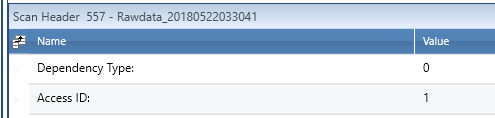 Scan Header 557 - Rawdata_20180522033041
Name Value
Dependency Type: 0
Access ID: 1